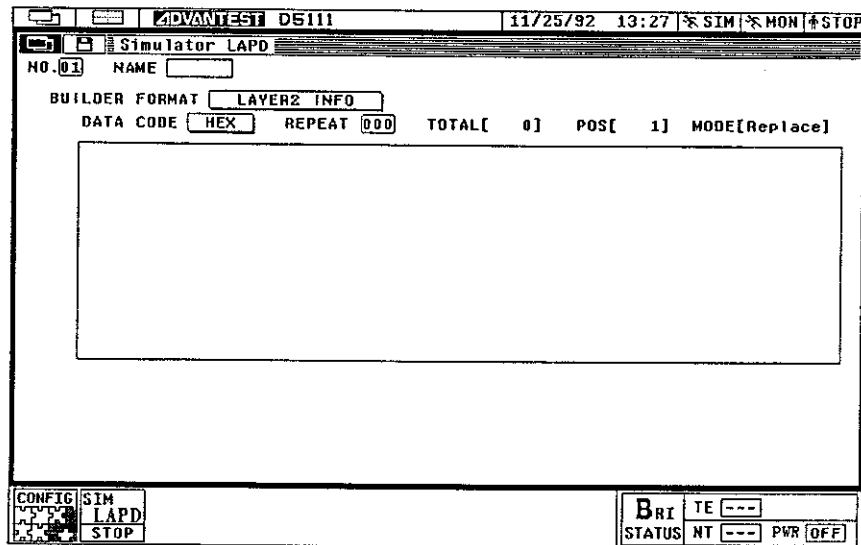 ADVANTEST D5111 11/25/92 13:27 SIM MON STOP
Simulator LAPD
NO.01 NAME
BUILDER FORMAT LAYER2 INFO
DATA CODE HEX REPEAT 000 TOTAL[ 0] POS[ 1] MODE[Replace]
CONFIG SIM LAPD STOP
BRI STATUS TE --- NT --- PWR OFF